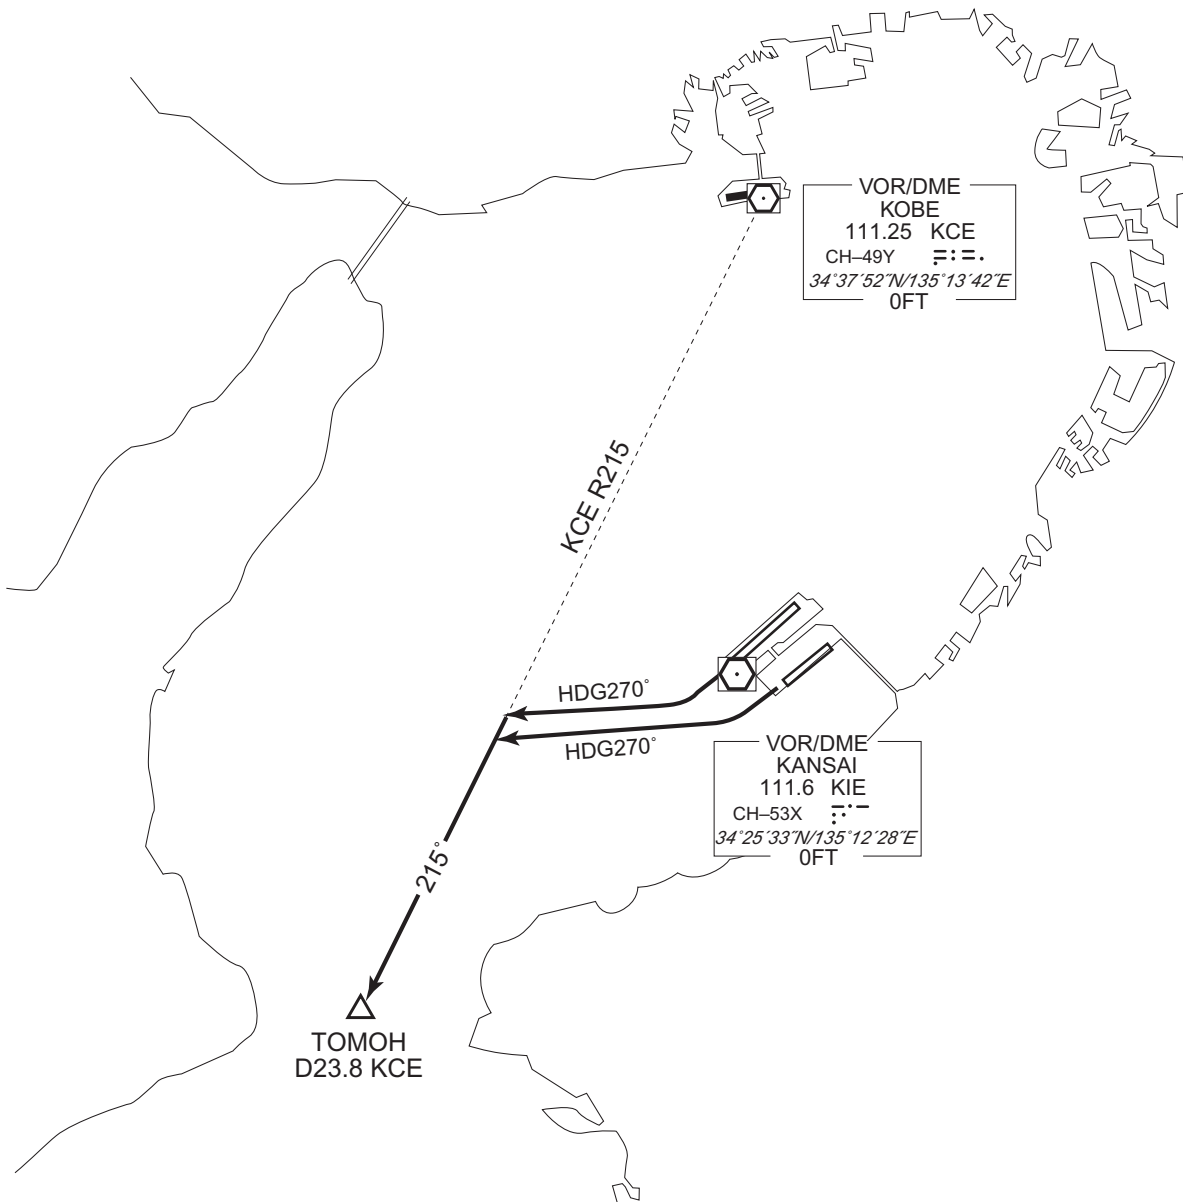 VOR/DME
KOBE
111.25 KCE
CH–49Y
34°37´52˝N/135°13´42˝E
0FT
KCE R215
HDG270°
HDG270°
VOR/DME
KANSAI
111.6 KIE
CH–53X
34°25´33˝N/135°12´28˝E
0FT
215°
TOMOH
D23.8 KCE